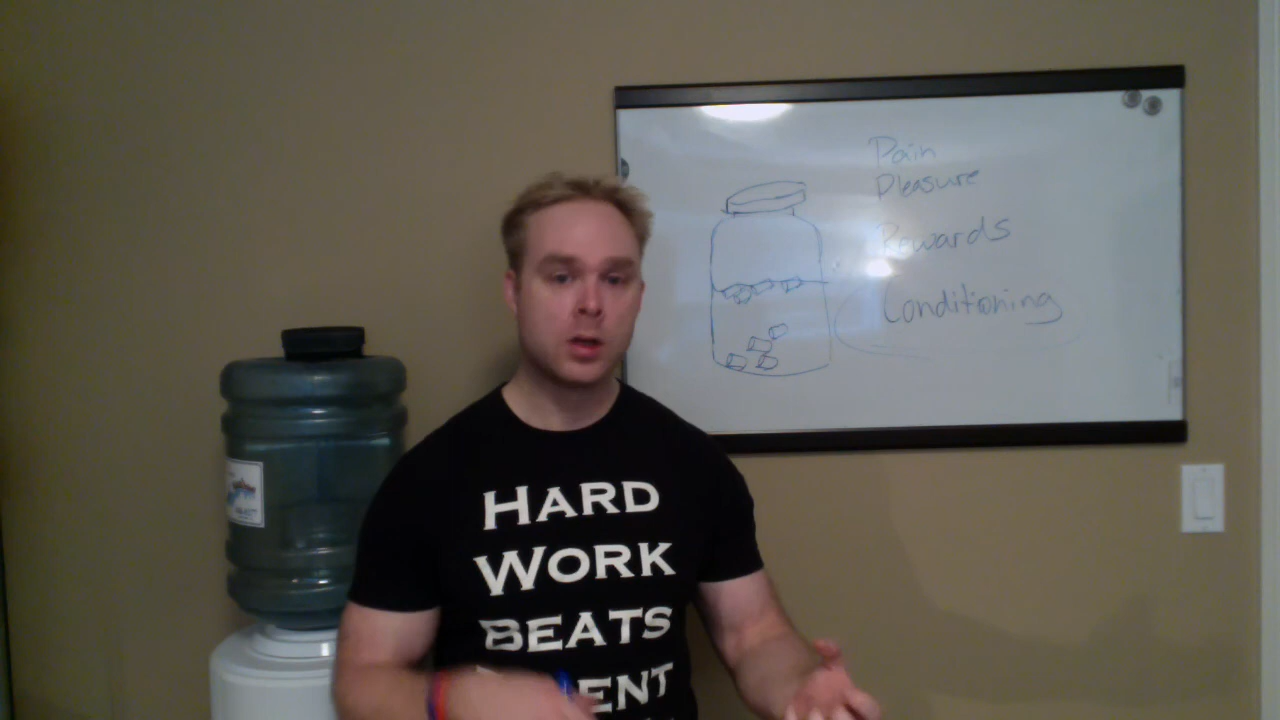 Pain
Pleasure
Rewards
Conditioning
HARD
WORK
BEATS